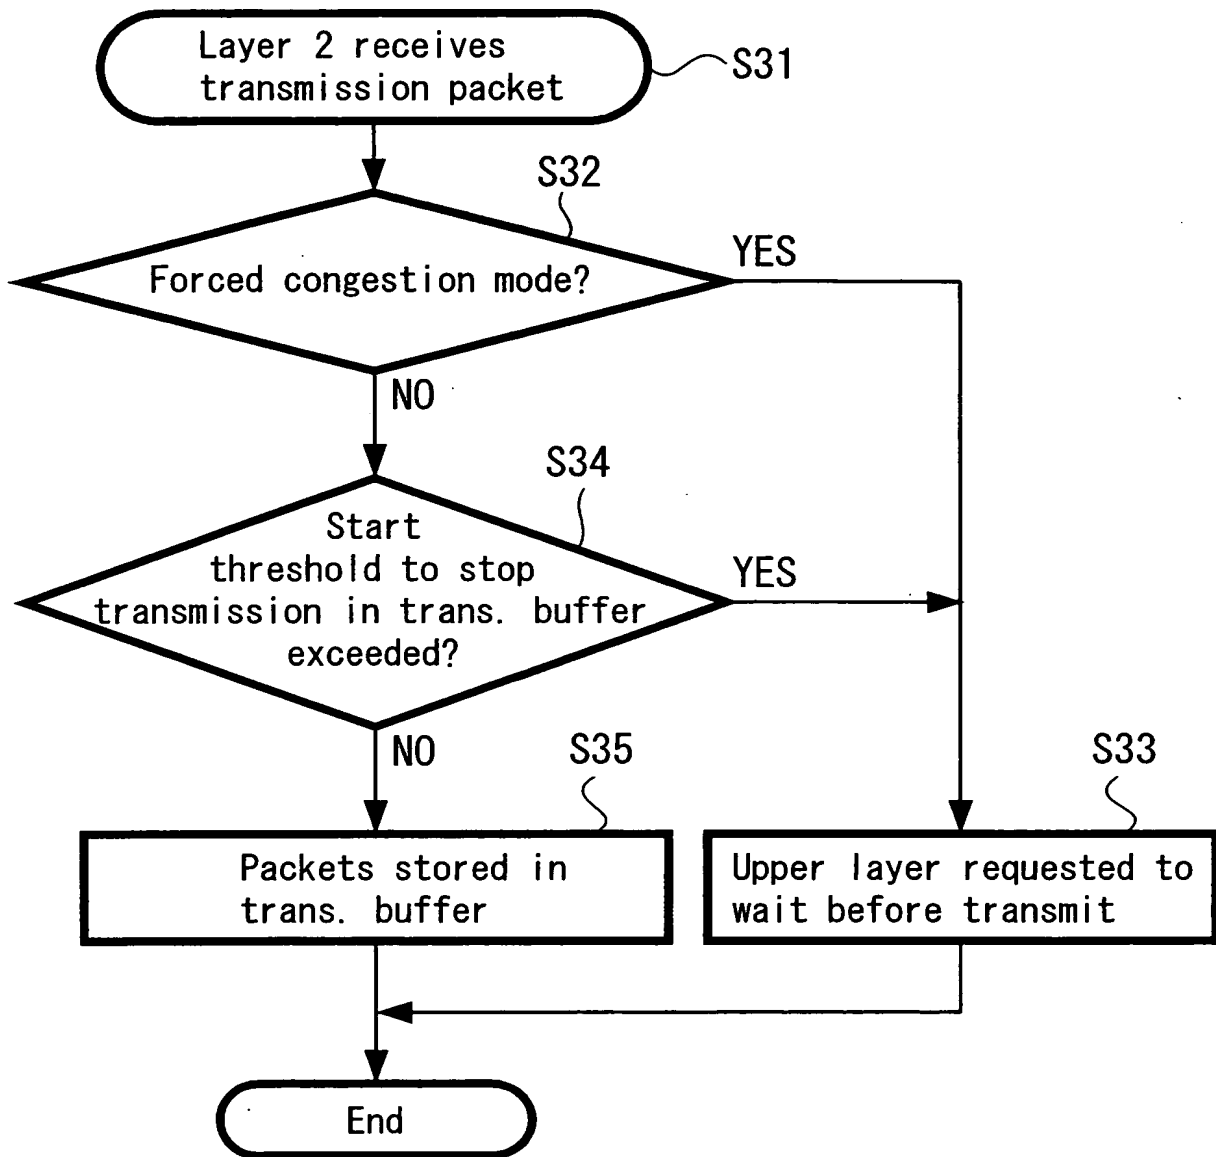 Layer 2 receives
transmission packet
S31
S32
Forced congestion mode?
YES
NO
S34
Start
threshold to stop
transmission in trans. buffer
exceeded?
YES
NO
S35
Packets stored in
trans. buffer
S33
Upper layer requested to
wait before transmit
End